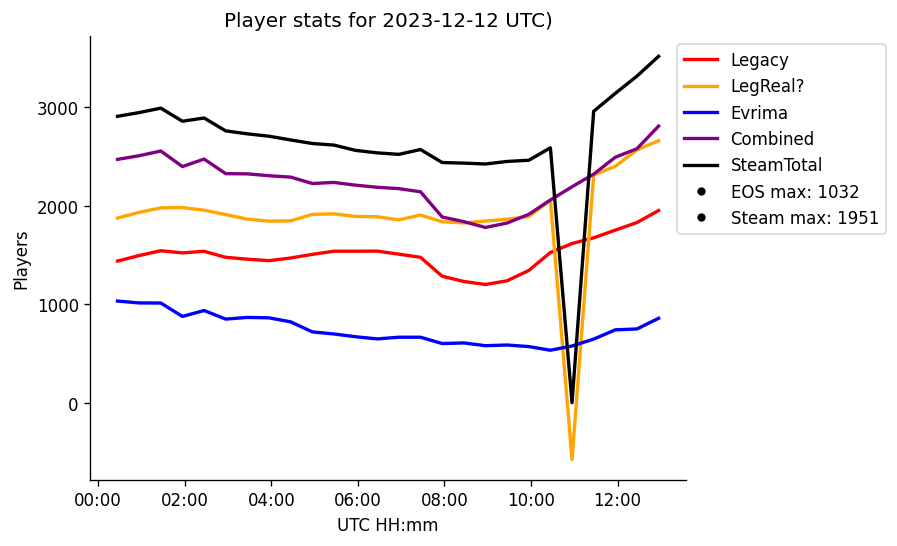 Player stats for 2023-12-12 UTC)
Legacy
LegReal?
Evrima
Combined
SteamTotal
EOS max: 1032
Steam max: 1951
Players
3000
2000
1000
0
00:00 02:00 04:00 06:00 08:00 10:00 12:00
UTC HH:mm